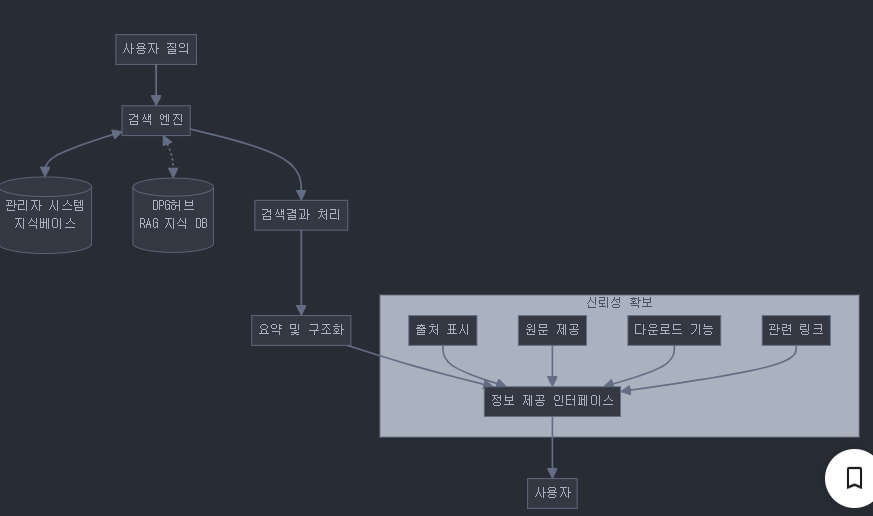 사용자 질의
검색 엔진
관리자 시스템
지식베이스
DPG허브
RAG 지식 DB
검색결과 처리
신뢰성 확보
요약 및 구조화
출처 표시
원문 제공
다운로드 기능
관련 링크
정보 제공 인터페이스
사용자